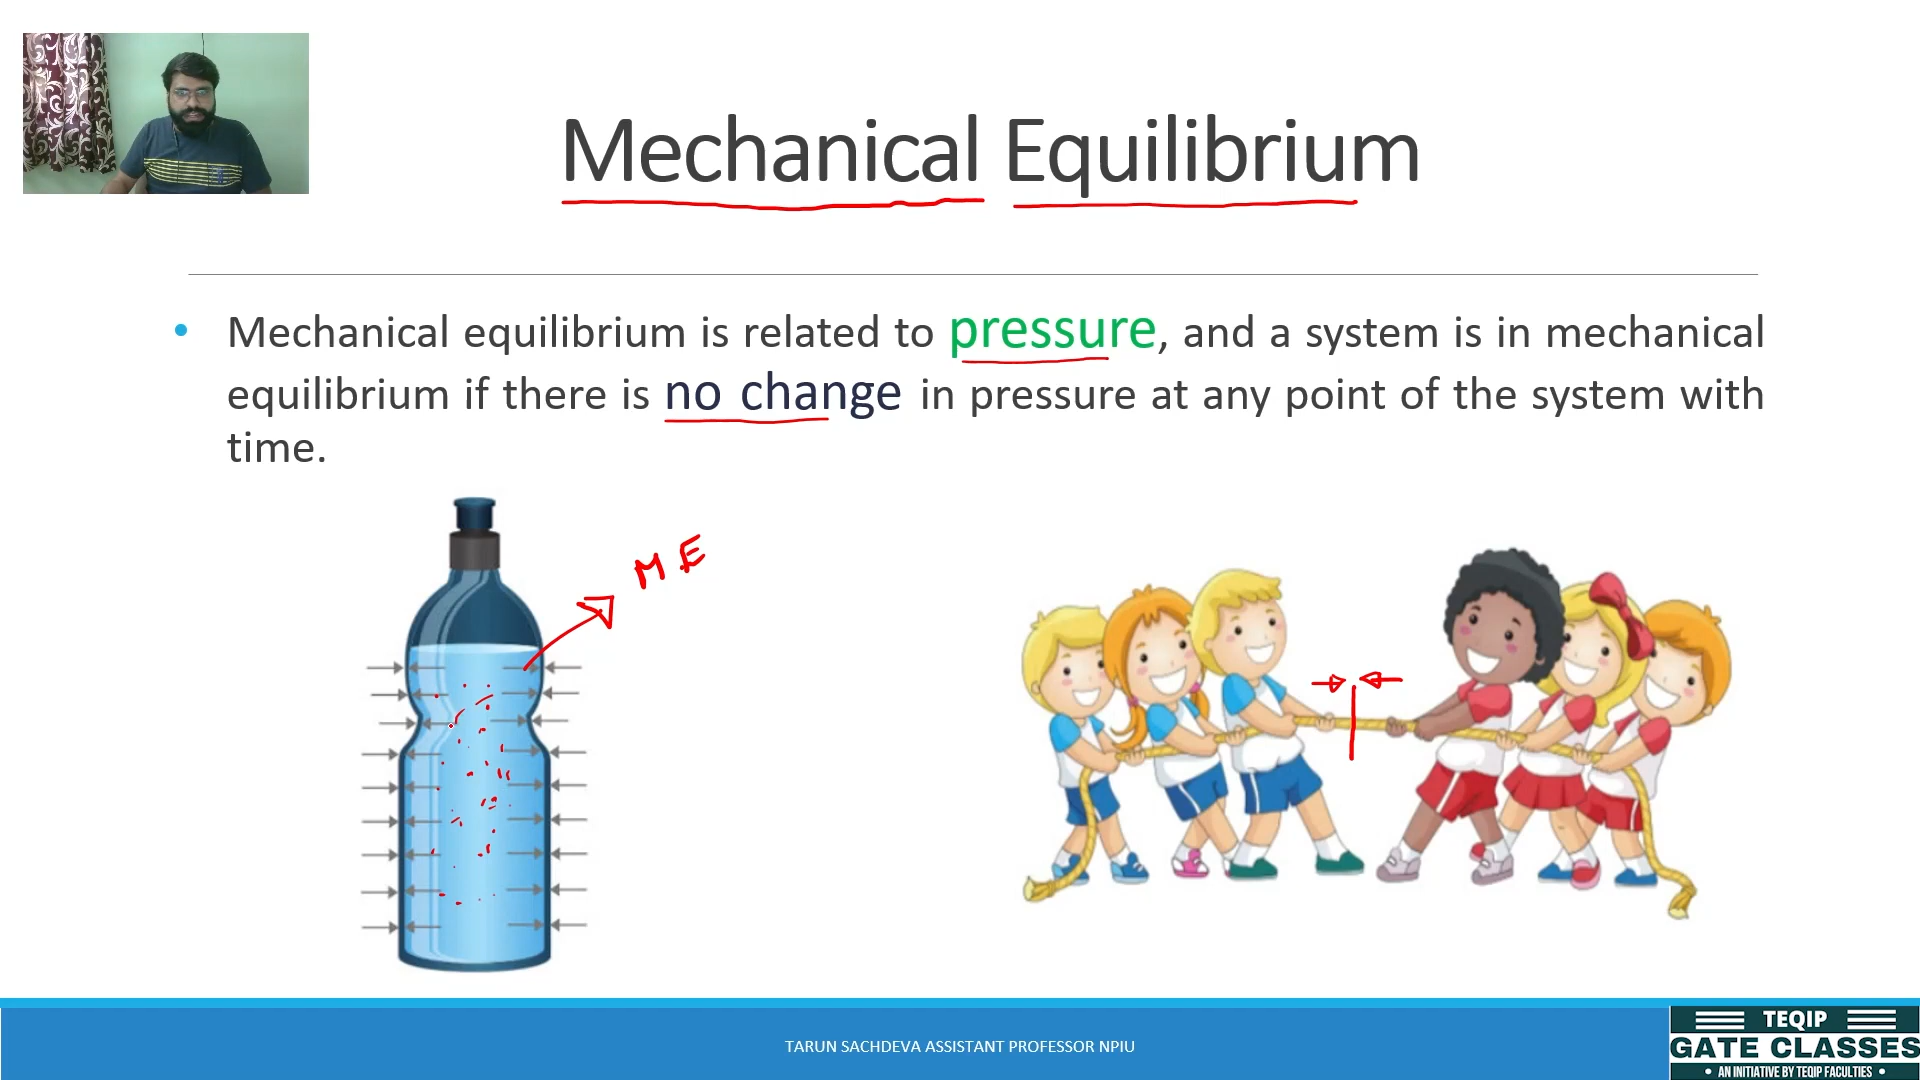 Mechanical Equilibrium
• Mechanical equilibrium is related to pressure, and a system is in mechanical
equilibrium if there is no change in pressure at any point of the system with
time.
M E
TARUN SACHDEVA ASSISTANT PROFESSOR NPIU
TEQIP
GATE CLASSES
• AN INITIATIVE BY TEQIP FACULTIES •